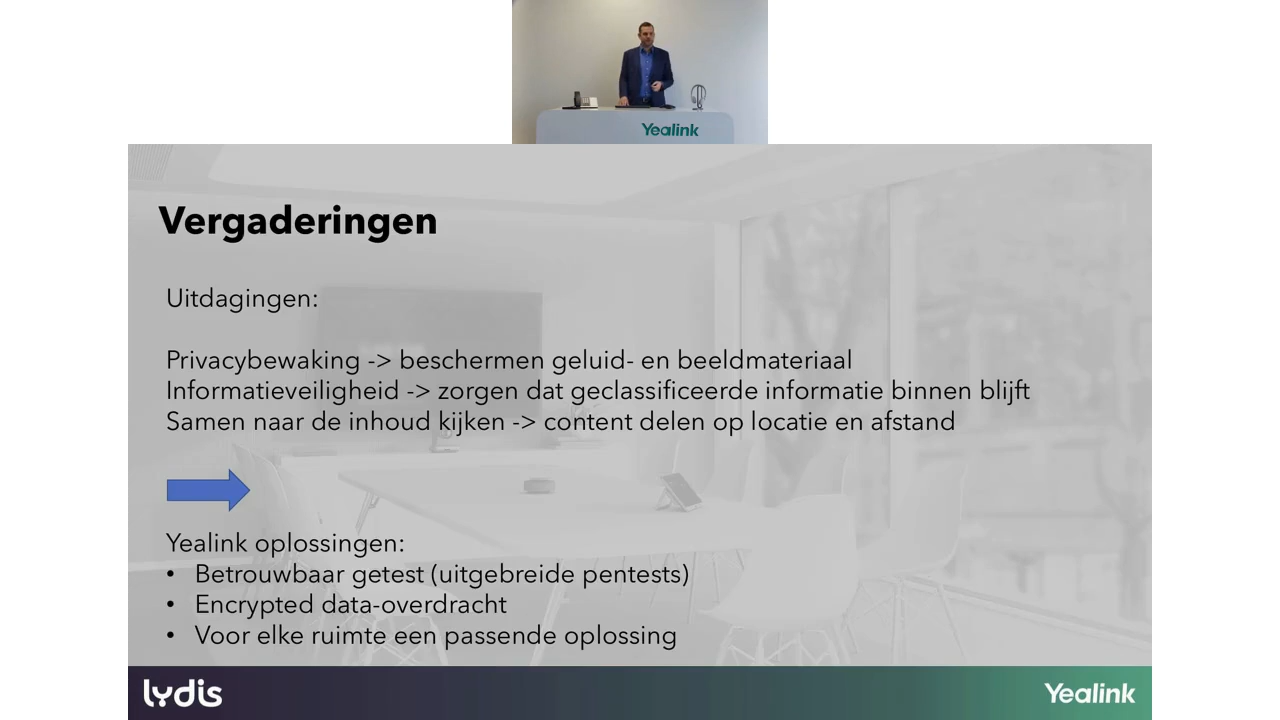 Yealink
Vergaderingen
Uitdagingen:
Privacybewaking -> beschermen geluid- en beeldmateriaal
Informatieveiligheid -> zorgen dat geclassificeerde informatie binnen blijft
Samen naar de inhoud kijken -> content delen op locatie en afstand
Yealink oplossingen:
• Betrouwbaar getest (uitgebreide pentests)
• Encrypted data-overdracht
• Voor elke ruimte een passende oplossing
lydis
Yealink